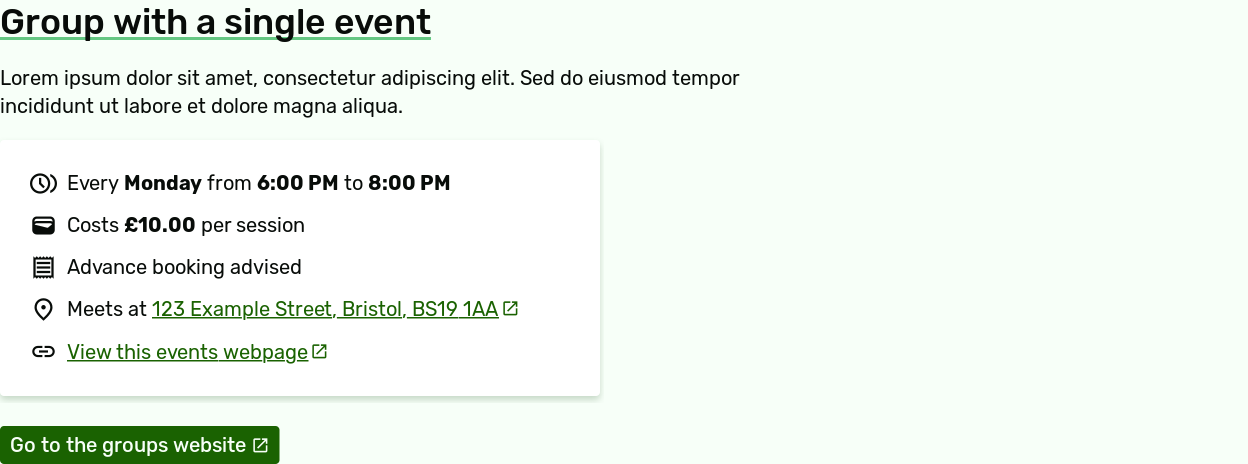 Group with a single event
Lorem ipsum dolor sit amet, consectetur adipiscing elit. Sed do eiusmod tempor
incididunt ut labore et dolore magna aliqua.
Every Monday from 6:00 PM to 8:00 PM
Costs £10.00 per session
Advance booking advised
Meets at 123 Example Street, Bristol, BS19 1AA
View this events webpage
Go to the groups website